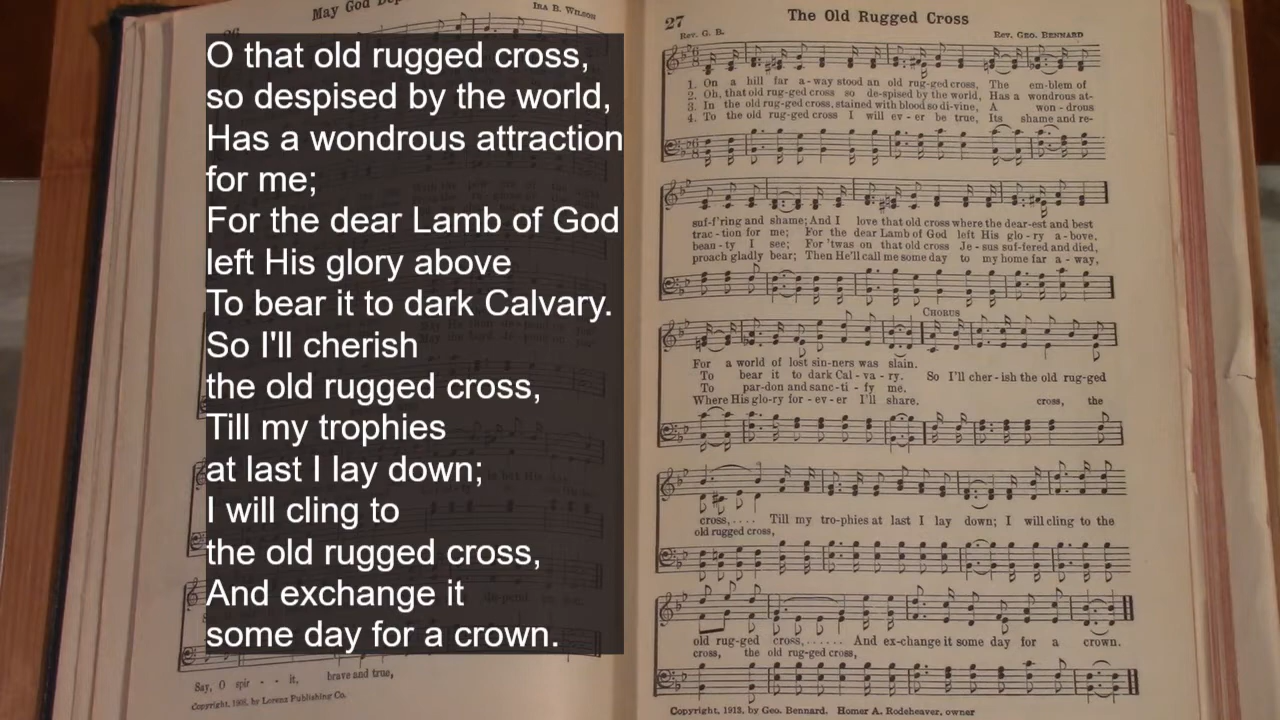 May God
IRA B. WILSON
O that old rugged cross,
so despised by the world,
Has a wondrous attraction
for me;
For the dear Lamb of God
left His glory above
To bear it to dark Calvary.
So I'll cherish
the old rugged cross,
Till my trophies
at last I lay down;
I will cling to
the old rugged cross,
And exchange it
some day for a crown.
Say, O spir - - it, brave and true,
by Lorenz Publishing Co.
27
The Old Rugged Cross
Rev. G. B.
Rev. GEO. BENNARD
1. On a hill far a-way stood an old rug-ged cross, The em-blem of
2. Oh, that old rug-ged cross so de-spised by the world, Has a wondrous at-
3. In the old rug-ged cross, stained with blood so di-vine, A won-drous
4. To the old rug-ged cross I will ev-er be true, Its shame and re-
suf-f'ring and shame; And I love that old cross where the dear-est and best
trac-tion for me; For the dear Lamb of God left His glo-ry a-bove.
beau-ty I see; For 'twas on that old cross Je-sus suf-fered and died,
proach gladly bear; Then He'll call me some day to my home far a-way,
CHORUS
For a world of lost sin-ners was slain.
To bear it to dark Cal-va-ry. So I'll cher-ish the old rug-ged
To par-don and sanc-ti-fy me.
Where His glo-ry for-ev-er I'll share. cross, the
cross, .... Till my tro-phies at last I lay down; I will cling to the
old rugged cross,
old rug-ged cross, ...... And ex-change it some day for a crown.
cross, the old rug-ged cross,
Copyright, 1913, by Geo. Bennard. Homer A. Rodeheaver, owner